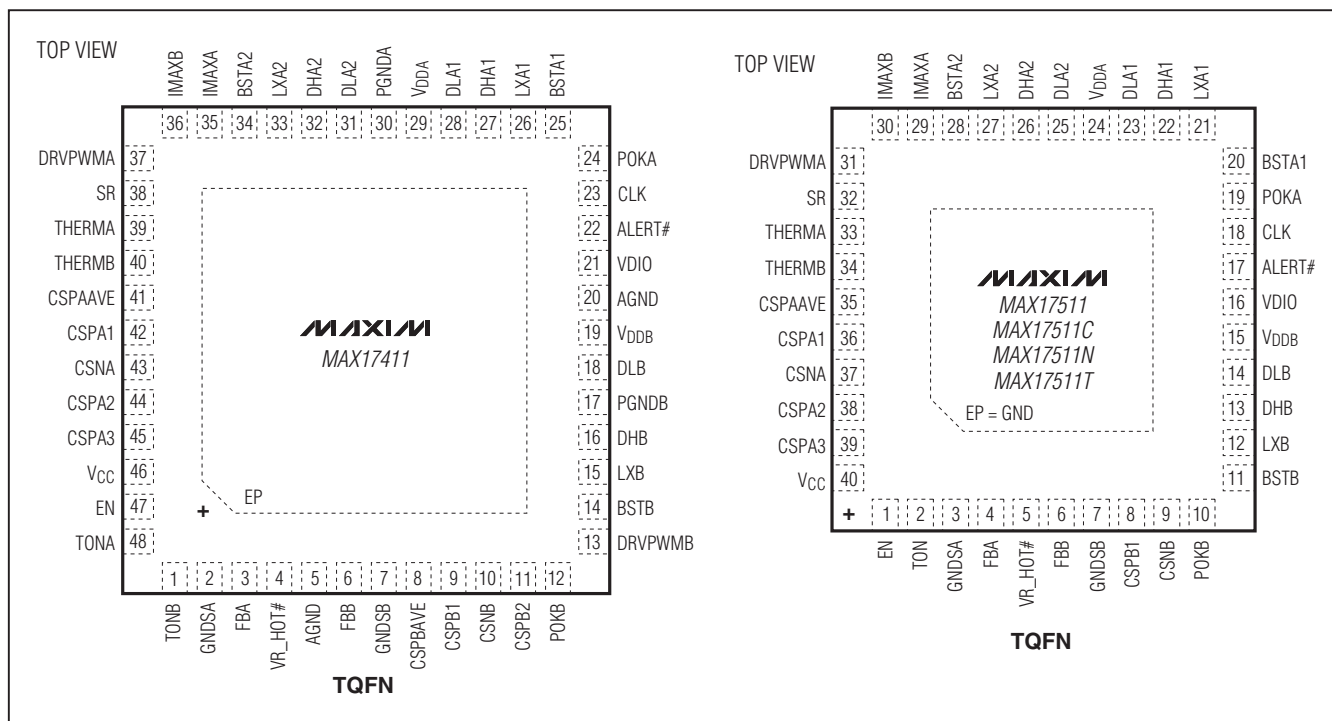 TOP VIEW
IMAXB
IMAXA
BSTA2
LXA2
DHA2
DLA2
PGNDA
VDDA
DLA1
DHA1
LXA1
BSTA1
36 35 34 33 32 31 30 29 28 27 26 25
DRVPWMA 37
SR 38
THERMA 39
THERMB 40
CSPAAVE 41
CSPA1 42
CSNA 43
CSPA2 44
CSPA3 45
VCC 46
EN 47
TONA 48
24 POKA
23 CLK
22 ALERT#
21 VDIO
20 AGND
19 VDDB
18 DLB
17 PGNDB
16 DHB
15 LXB
14 BSTB
13 DRVPWMB
MAXIM
MAX17411
EP
+
1 2 3 4 5 6 7 8 9 10 11 12
TONB
GNDSA
FBA
VR_HOT#
AGND
FBB
GNDSB
CSPBAVE
CSPB1
CSNB
CSPB2
POKB
TQFN
TOP VIEW
IMAXB
IMAXA
BSTA2
LXA2
DHA2
DLA2
VDDA
DLA1
DHA1
LXA1
30 29 28 27 26 25 24 23 22 21
DRVPWMA 31
SR 32
THERMA 33
THERMB 34
CSPAAVE 35
CSPA1 36
CSNA 37
CSPA2 38
CSPA3 39
VCC 40
20 BSTA1
19 POKA
18 CLK
17 ALERT#
16 VDIO
15 VDDB
14 DLB
13 DHB
12 LXB
11 BSTB
MAXIM
MAX17511
MAX17511C
MAX17511N
MAX17511T
EP = GND
+
1 2 3 4 5 6 7 8 9 10
EN
TON
GNDSA
FBA
VR_HOT#
FBB
GNDSB
CSPB1
CSNB
POKB
TQFN